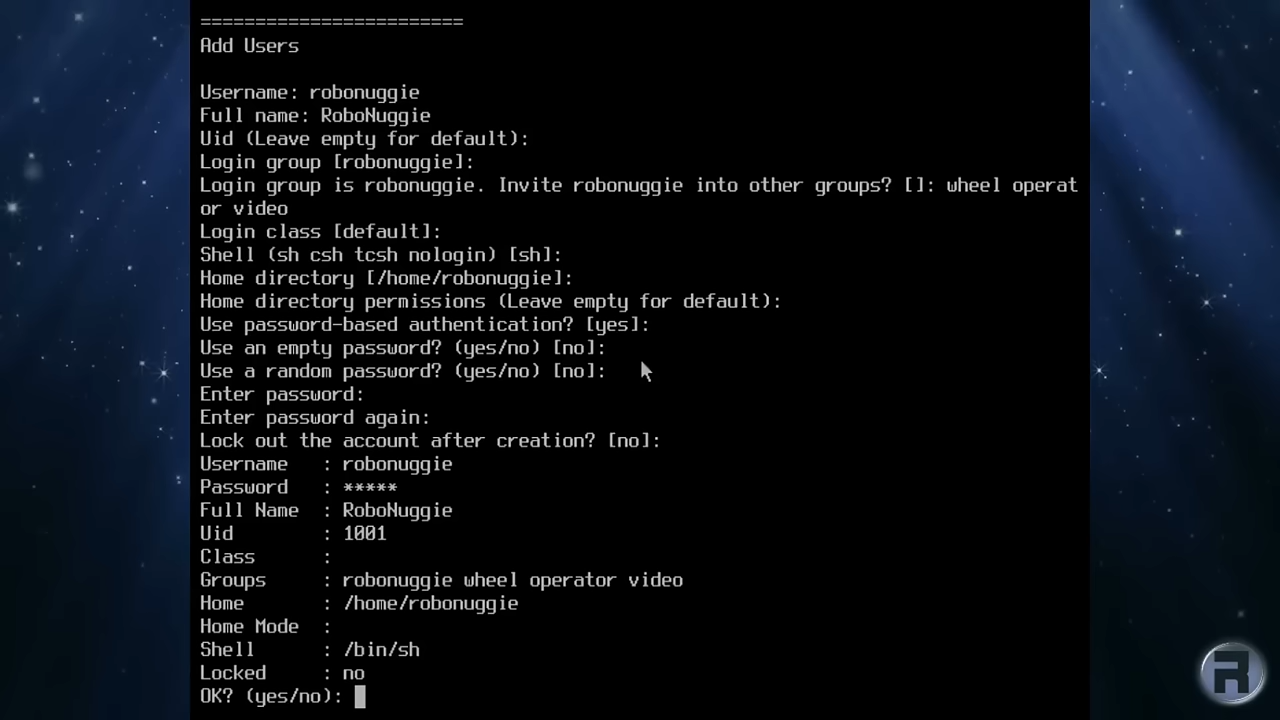 ========================
Add Users
Username: robonuggie
Full name: RoboNuggie
Uid (Leave empty for default):
Login group [robonuggie]:
Login group is robonuggie. Invite robonuggie into other groups? []: wheel operat
or video
Login class [default]:
Shell (sh csh tcsh nologin) [sh]:
Home directory [/home/robonuggie]:
Home directory permissions (Leave empty for default):
Use password-based authentication? [yes]:
Use an empty password? (yes/no) [no]:
Use a random password? (yes/no) [no]:
Enter password:
Enter password again:
Lock out the account after creation? [no]:
Username   : robonuggie
Password   : *****
Full Name  : RoboNuggie
Uid        : 1001
Class      :
Groups     : robonuggie wheel operator video
Home       : /home/robonuggie
Home Mode  :
Shell      : /bin/sh
Locked     : no
OK? (yes/no):
R